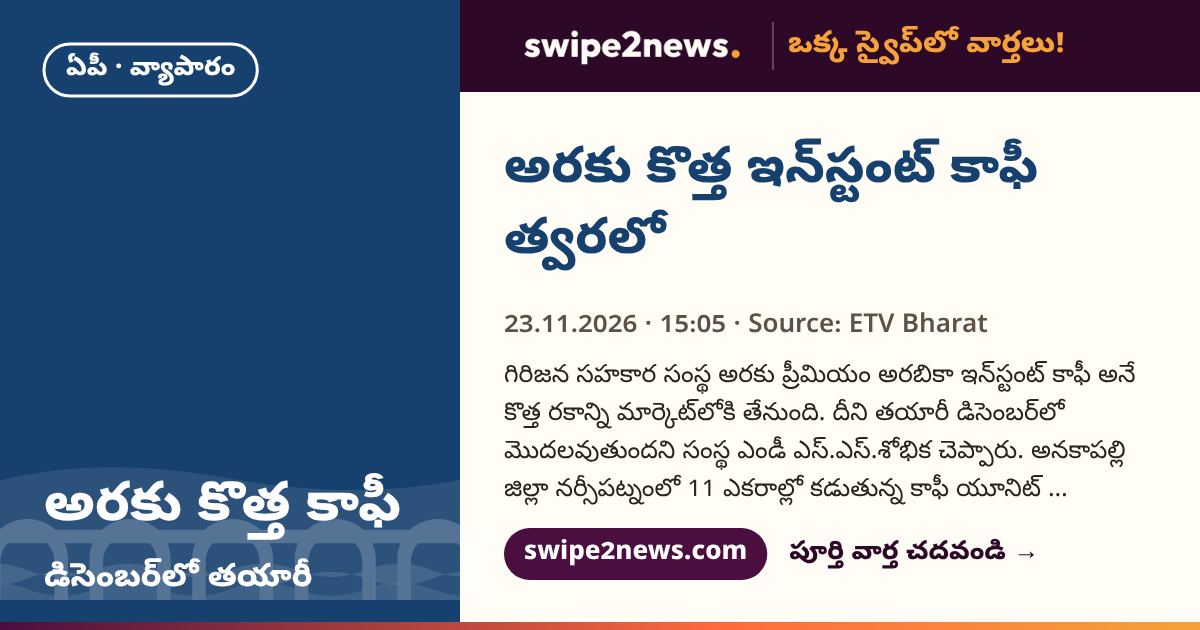 ఏపీ · వ్యాపారం
అరకు కొత్త కాఫీ
డిసెంబర్‌లో తయారీ
swipe2news.
ఒక్క స్వైప్‌లో వార్తలు!
అరకు కొత్త ఇన్‌స్టంట్ కాఫీ
త్వరలో
23.11.2026 · 15:05 · Source: ETV Bharat
గిరిజన సహకార సంస్థ అరకు ప్రీమియం అరబికా ఇన్‌స్టంట్ కాఫీ అనే
కొత్త రకాన్ని మార్కెట్‌లోకి తేనుంది. దీని తయారీ డిసెంబర్‌లో
మొదలవుతుందని సంస్థ ఎండీ ఎస్.ఎస్.శోభిక చెప్పారు. అనకాపల్లి
జిల్లా నర్సీపట్నంలో 11 ఎకరాల్లో కడుతున్న కాఫీ యూనిట్ ...
swipe2news.com
పూర్తి వార్త చదవండి →